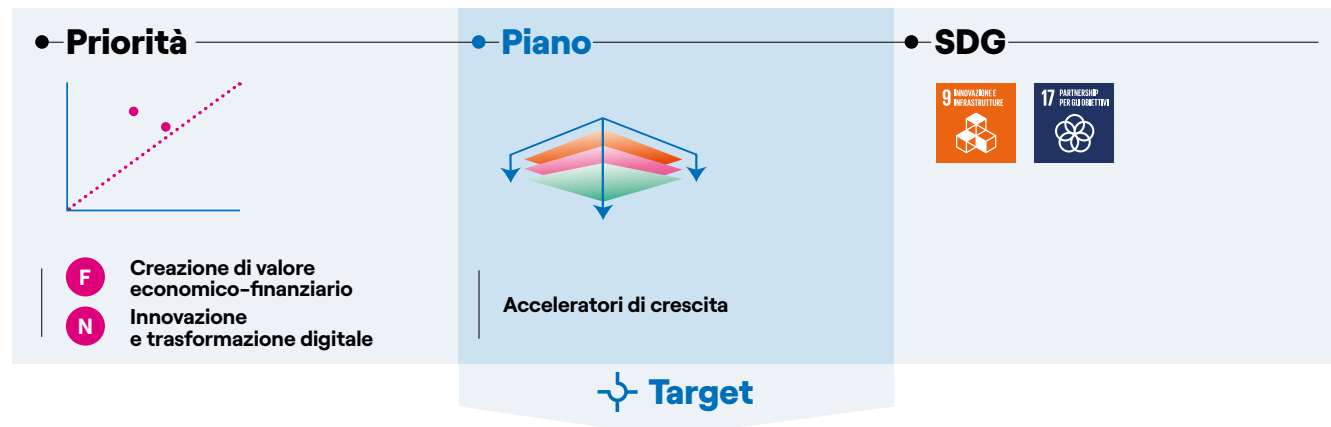 Priorità
Piano
SDG
9 INNOVAZIONE E
INFRASTRUTTURE
17 PARTNERSHIP
PER GLI OBIETTIVI
F
Creazione di valore
economico-finanziario
N
Innovazione
e trasformazione digitale
Acceleratori di crescita
Target